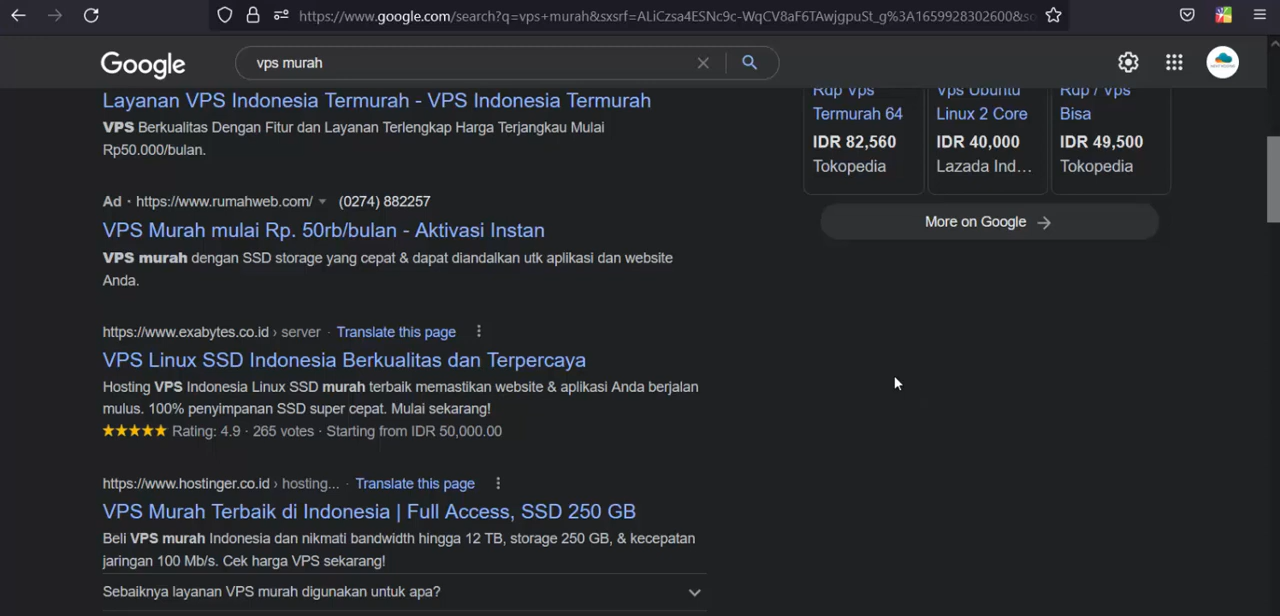 https://www.google.com/search?q=vps+murah&sxsrf=ALiCzsa4ESNc9c-WqCV8aF6TAwjgpuSt_g%3A1659928302600&so
Google
vps murah
Layanan VPS Indonesia Termurah - VPS Indonesia Termurah
VPS Berkualitas Dengan Fitur dan Layanan Terlengkap Harga Terjangkau Mulai
Rp50.000/bulan.
Ad · https://www.rumahweb.com/ (0274) 882257
VPS Murah mulai Rp. 50rb/bulan - Aktivasi Instan
VPS murah dengan SSD storage yang cepat & dapat diandalkan utk aplikasi dan website
Anda.
https://www.exabytes.co.id › server · Translate this page
VPS Linux SSD Indonesia Berkualitas dan Terpercaya
Hosting VPS Indonesia Linux SSD murah terbaik memastikan website & aplikasi Anda berjalan
mulus. 100% penyimpanan SSD super cepat. Mulai sekarang!
★★★★★ Rating: 4.9 · 265 votes · Starting from IDR 50,000.00
https://www.hostinger.co.id › hosting... · Translate this page
VPS Murah Terbaik di Indonesia | Full Access, SSD 250 GB
Beli VPS murah Indonesia dan nikmati bandwidth hingga 12 TB, storage 250 GB, & kecepatan
jaringan 100 Mb/s. Cek harga VPS sekarang!
Sebaiknya layanan VPS murah digunakan untuk apa?
Rdp Vps
Termurah 64
IDR 82,560
Tokopedia
Vps Ubuntu
Linux 2 Core
IDR 40,000
Lazada Ind...
Rdp / Vps
Bisa
IDR 49,500
Tokopedia
More on Google →